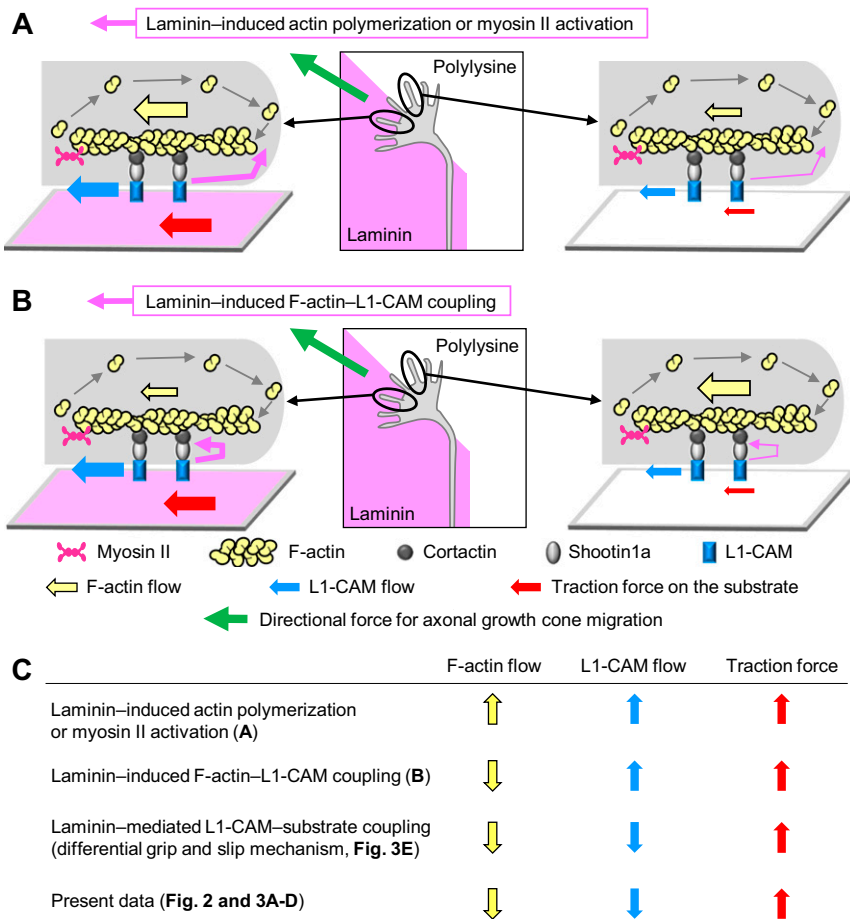 A
Laminin–induced actin polymerization or myosin II activation
Polylysine
Laminin
B
Laminin–induced F-actin–L1-CAM coupling
Polylysine
Laminin
Myosin II
F-actin
Cortactin
Shootin1a
L1-CAM
F-actin flow
L1-CAM flow
Traction force on the substrate
Directional force for axonal growth cone migration
C
F-actin flow L1-CAM flow Traction force
Laminin–induced actin polymerization
or myosin II activation (A)
Laminin–induced F-actin–L1-CAM coupling (B)
Laminin–mediated L1-CAM–substrate coupling
(differential grip and slip mechanism, Fig. 3E)
Present data (Fig. 2 and 3A-D)